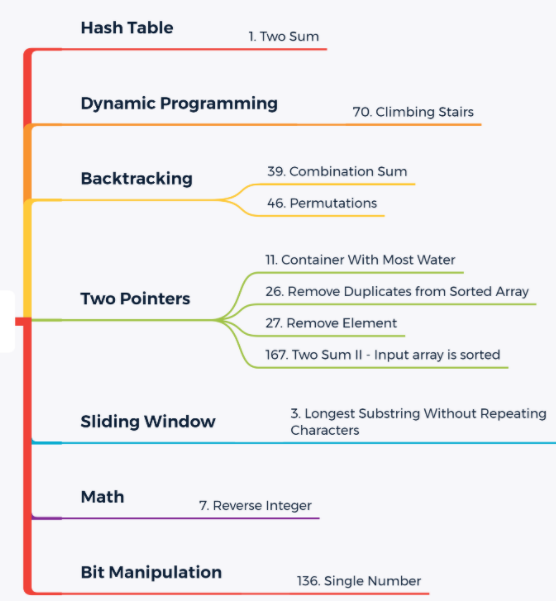 Hash Table
1. Two Sum
Dynamic Programming
70. Climbing Stairs
Backtracking
39. Combination Sum
46. Permutations
Two Pointers
11. Container With Most Water
26. Remove Duplicates from Sorted Array
27. Remove Element
167. Two Sum II - Input array is sorted
Sliding Window
3. Longest Substring Without Repeating
Characters
Math
7. Reverse Integer
Bit Manipulation
136. Single Number